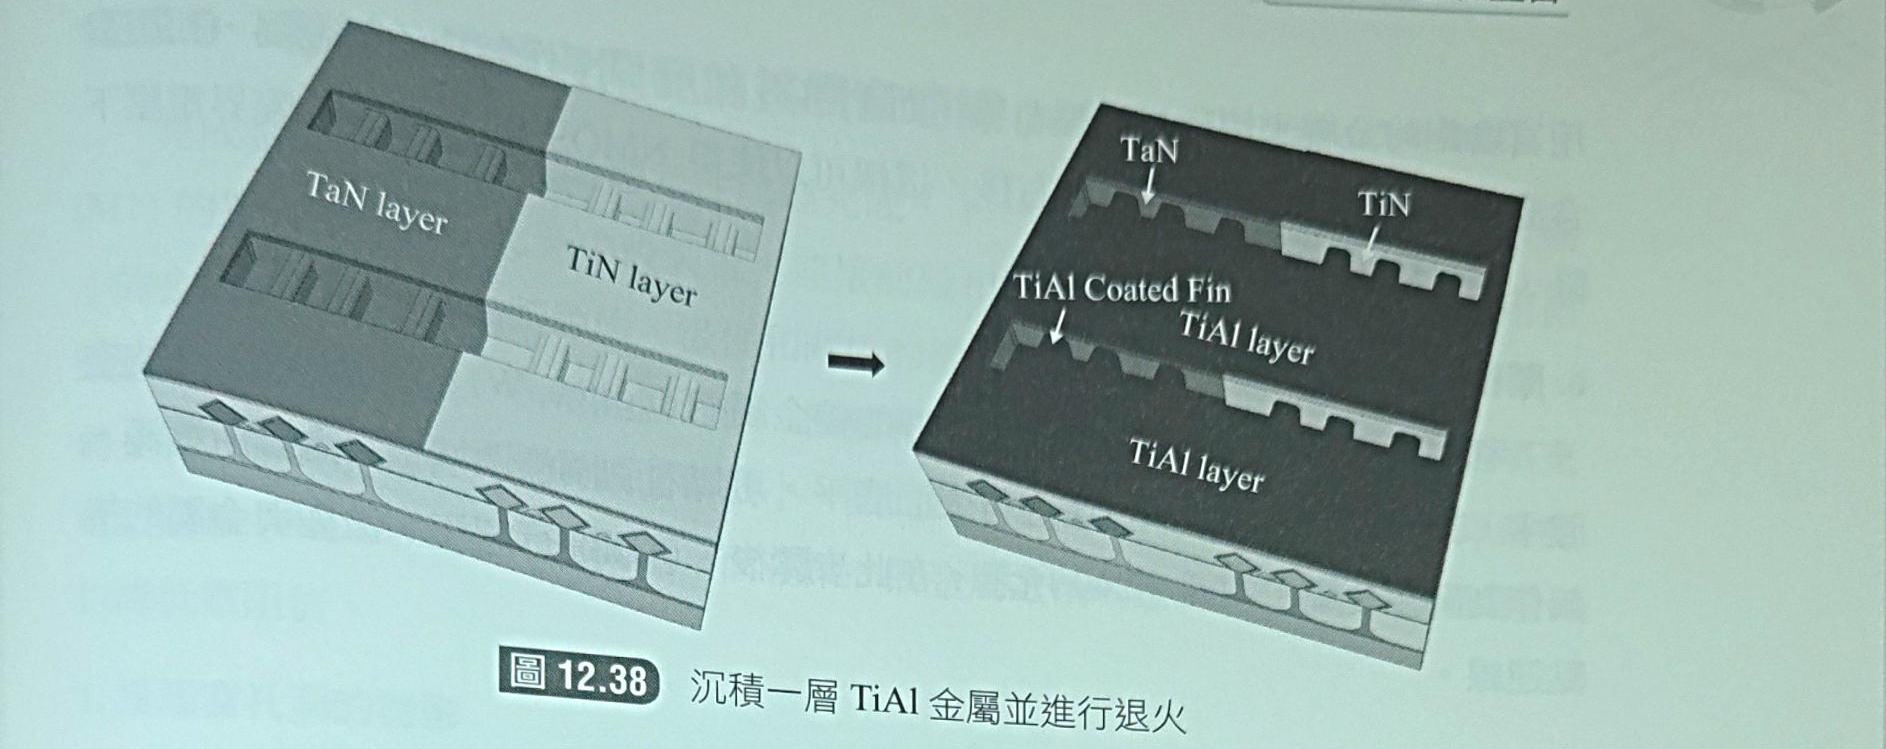 TaN layer
TiN layer
TaN
TiN
TiAl Coated Fin
TiAl layer
TiAl layer
圖 12.38 沉積一層 TiAl 金屬並進行退火